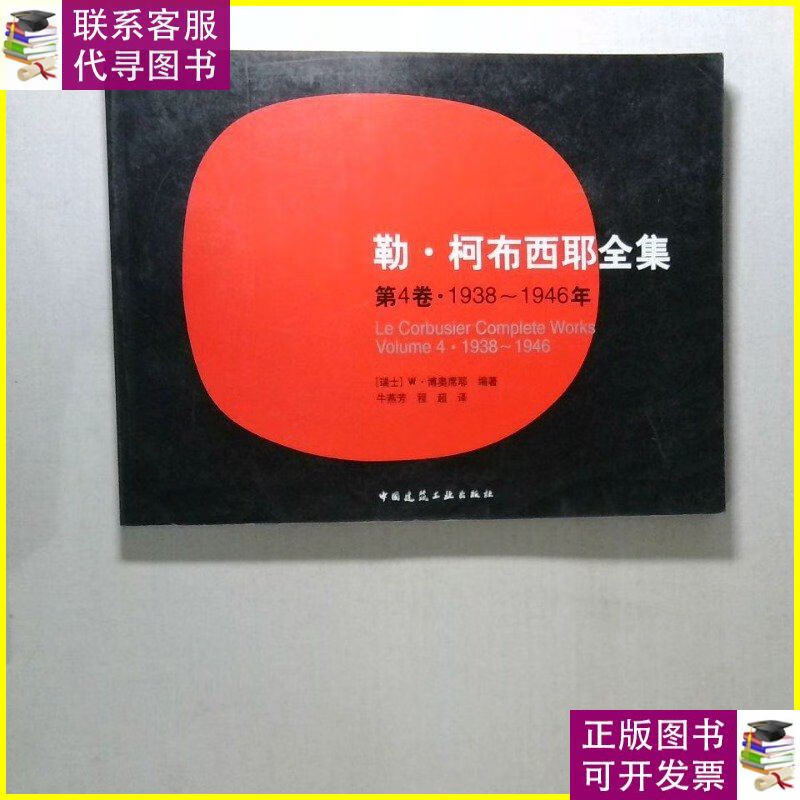 联系客服
代寻图书
勒·柯布西耶全集
第4卷·1938～1946年
Le Corbusier Complete Works
Volume 4·1938～1946
[瑞士] W·博奥席耶 编著
牛燕芳 程 超 译
中国建筑工业出版社
正版图书
可开发票